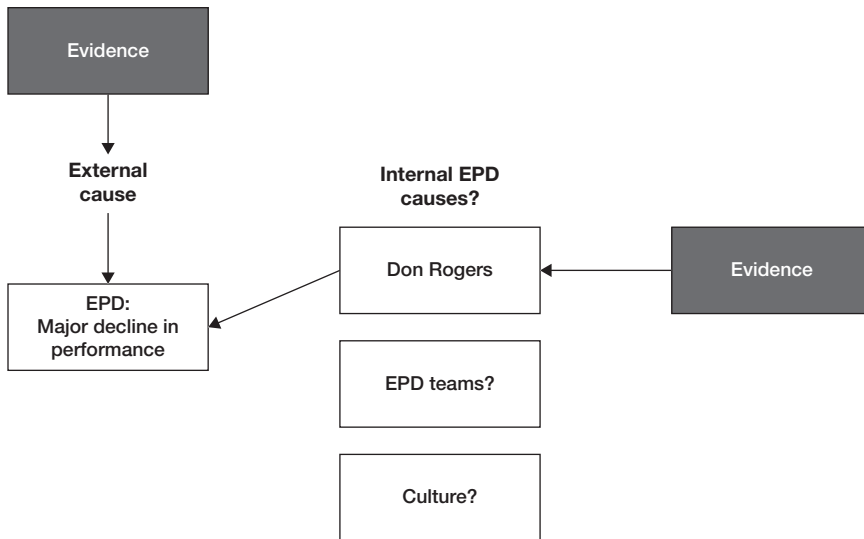 Evidence
External
cause
Internal EPD
causes?
Don Rogers
Evidence
EPD:
Major decline in
performance
EPD teams?
Culture?